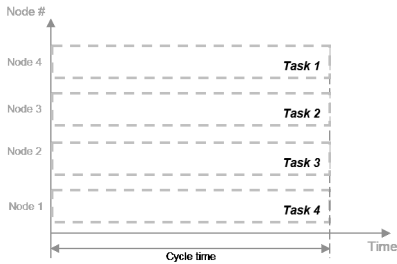 Node #
Node 4
Task 1
Node 3
Task 2
Node 2
Task 3
Node 1
Task 4
Time
Cycle time